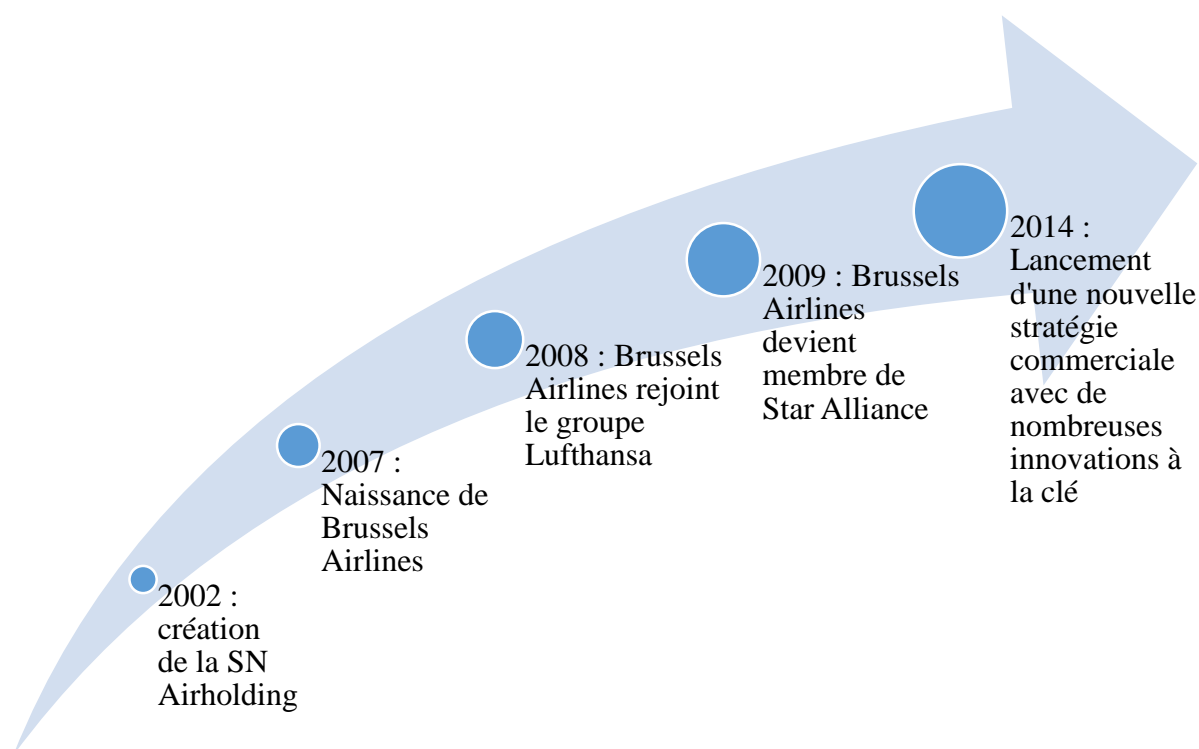 2002 :
création
de la SN
Airholding
2007 :
Naissance de
Brussels
Airlines
2008 : Brussels
Airlines rejoint
le groupe
Lufthansa
2009 : Brussels
Airlines
devient
membre de
Star Alliance
2014 :
Lancement
d'une nouvelle
stratégie
commerciale
avec de
nombreuses
innovations à
la clé